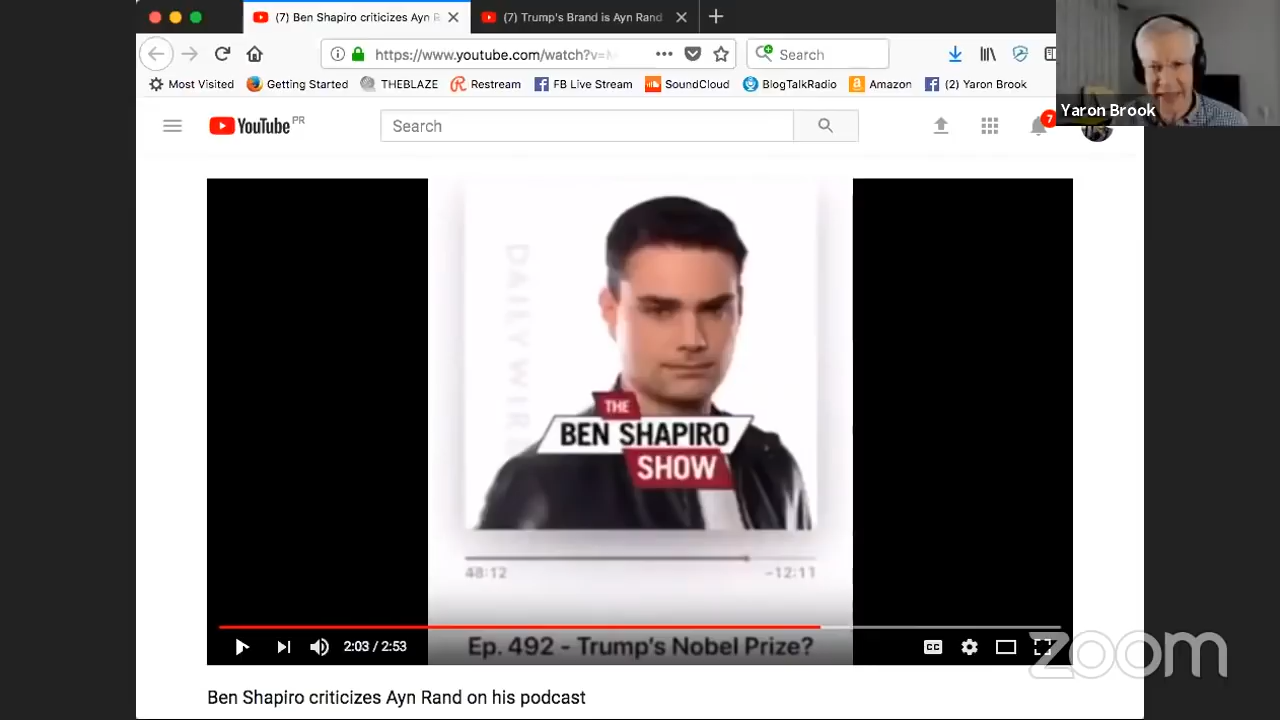 (7) Ben Shapiro criticizes Ayn R
(7) Trump's Brand is Ayn Rand
https://www.youtube.com/watch?v=
Search
Most Visited
Getting Started
THEBLAZE
Restream
FB Live Stream
SoundCloud
BlogTalkRadio
Amazon
(2) Yaron Brook
Yaron Brook
YouTube PR
Search
7
DAILY WIRE
THE
BEN SHAPIRO
SHOW
48:12
-12:11
Ep. 492 - Trump's Nobel Prize?
2:03 / 2:53
CC
zoom
Ben Shapiro criticizes Ayn Rand on his podcast